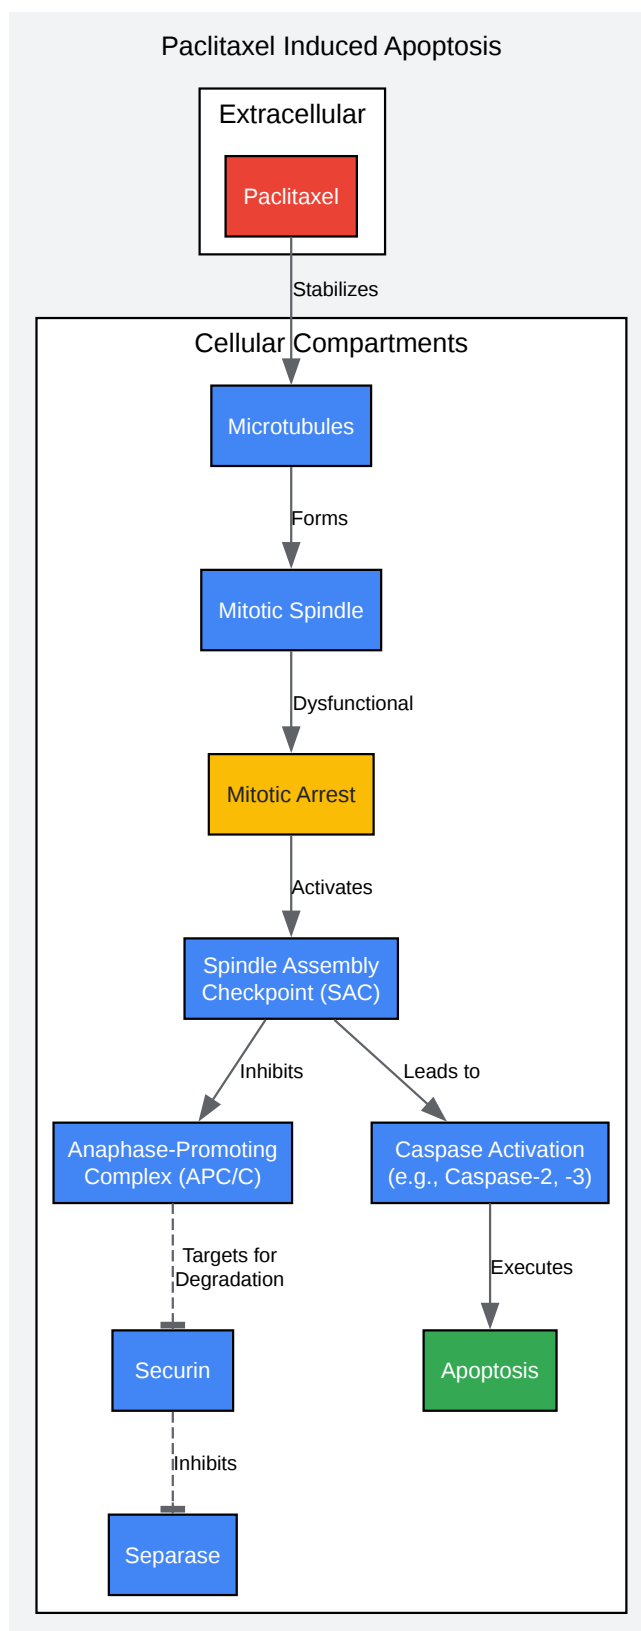 Paclitaxel Induced Apoptosis
Extracellular
Paclitaxel
Stabilizes
Cellular Compartments
Microtubules
Forms
Mitotic Spindle
Dysfunctional
Mitotic Arrest
Activates
Spindle Assembly
Checkpoint (SAC)
Inhibits
Leads to
Anaphase-Promoting
Complex (APC/C)
Caspase Activation
(e.g., Caspase-2, -3)
Targets for
Degradation
Executes
Securin
Apoptosis
Inhibits
Separase